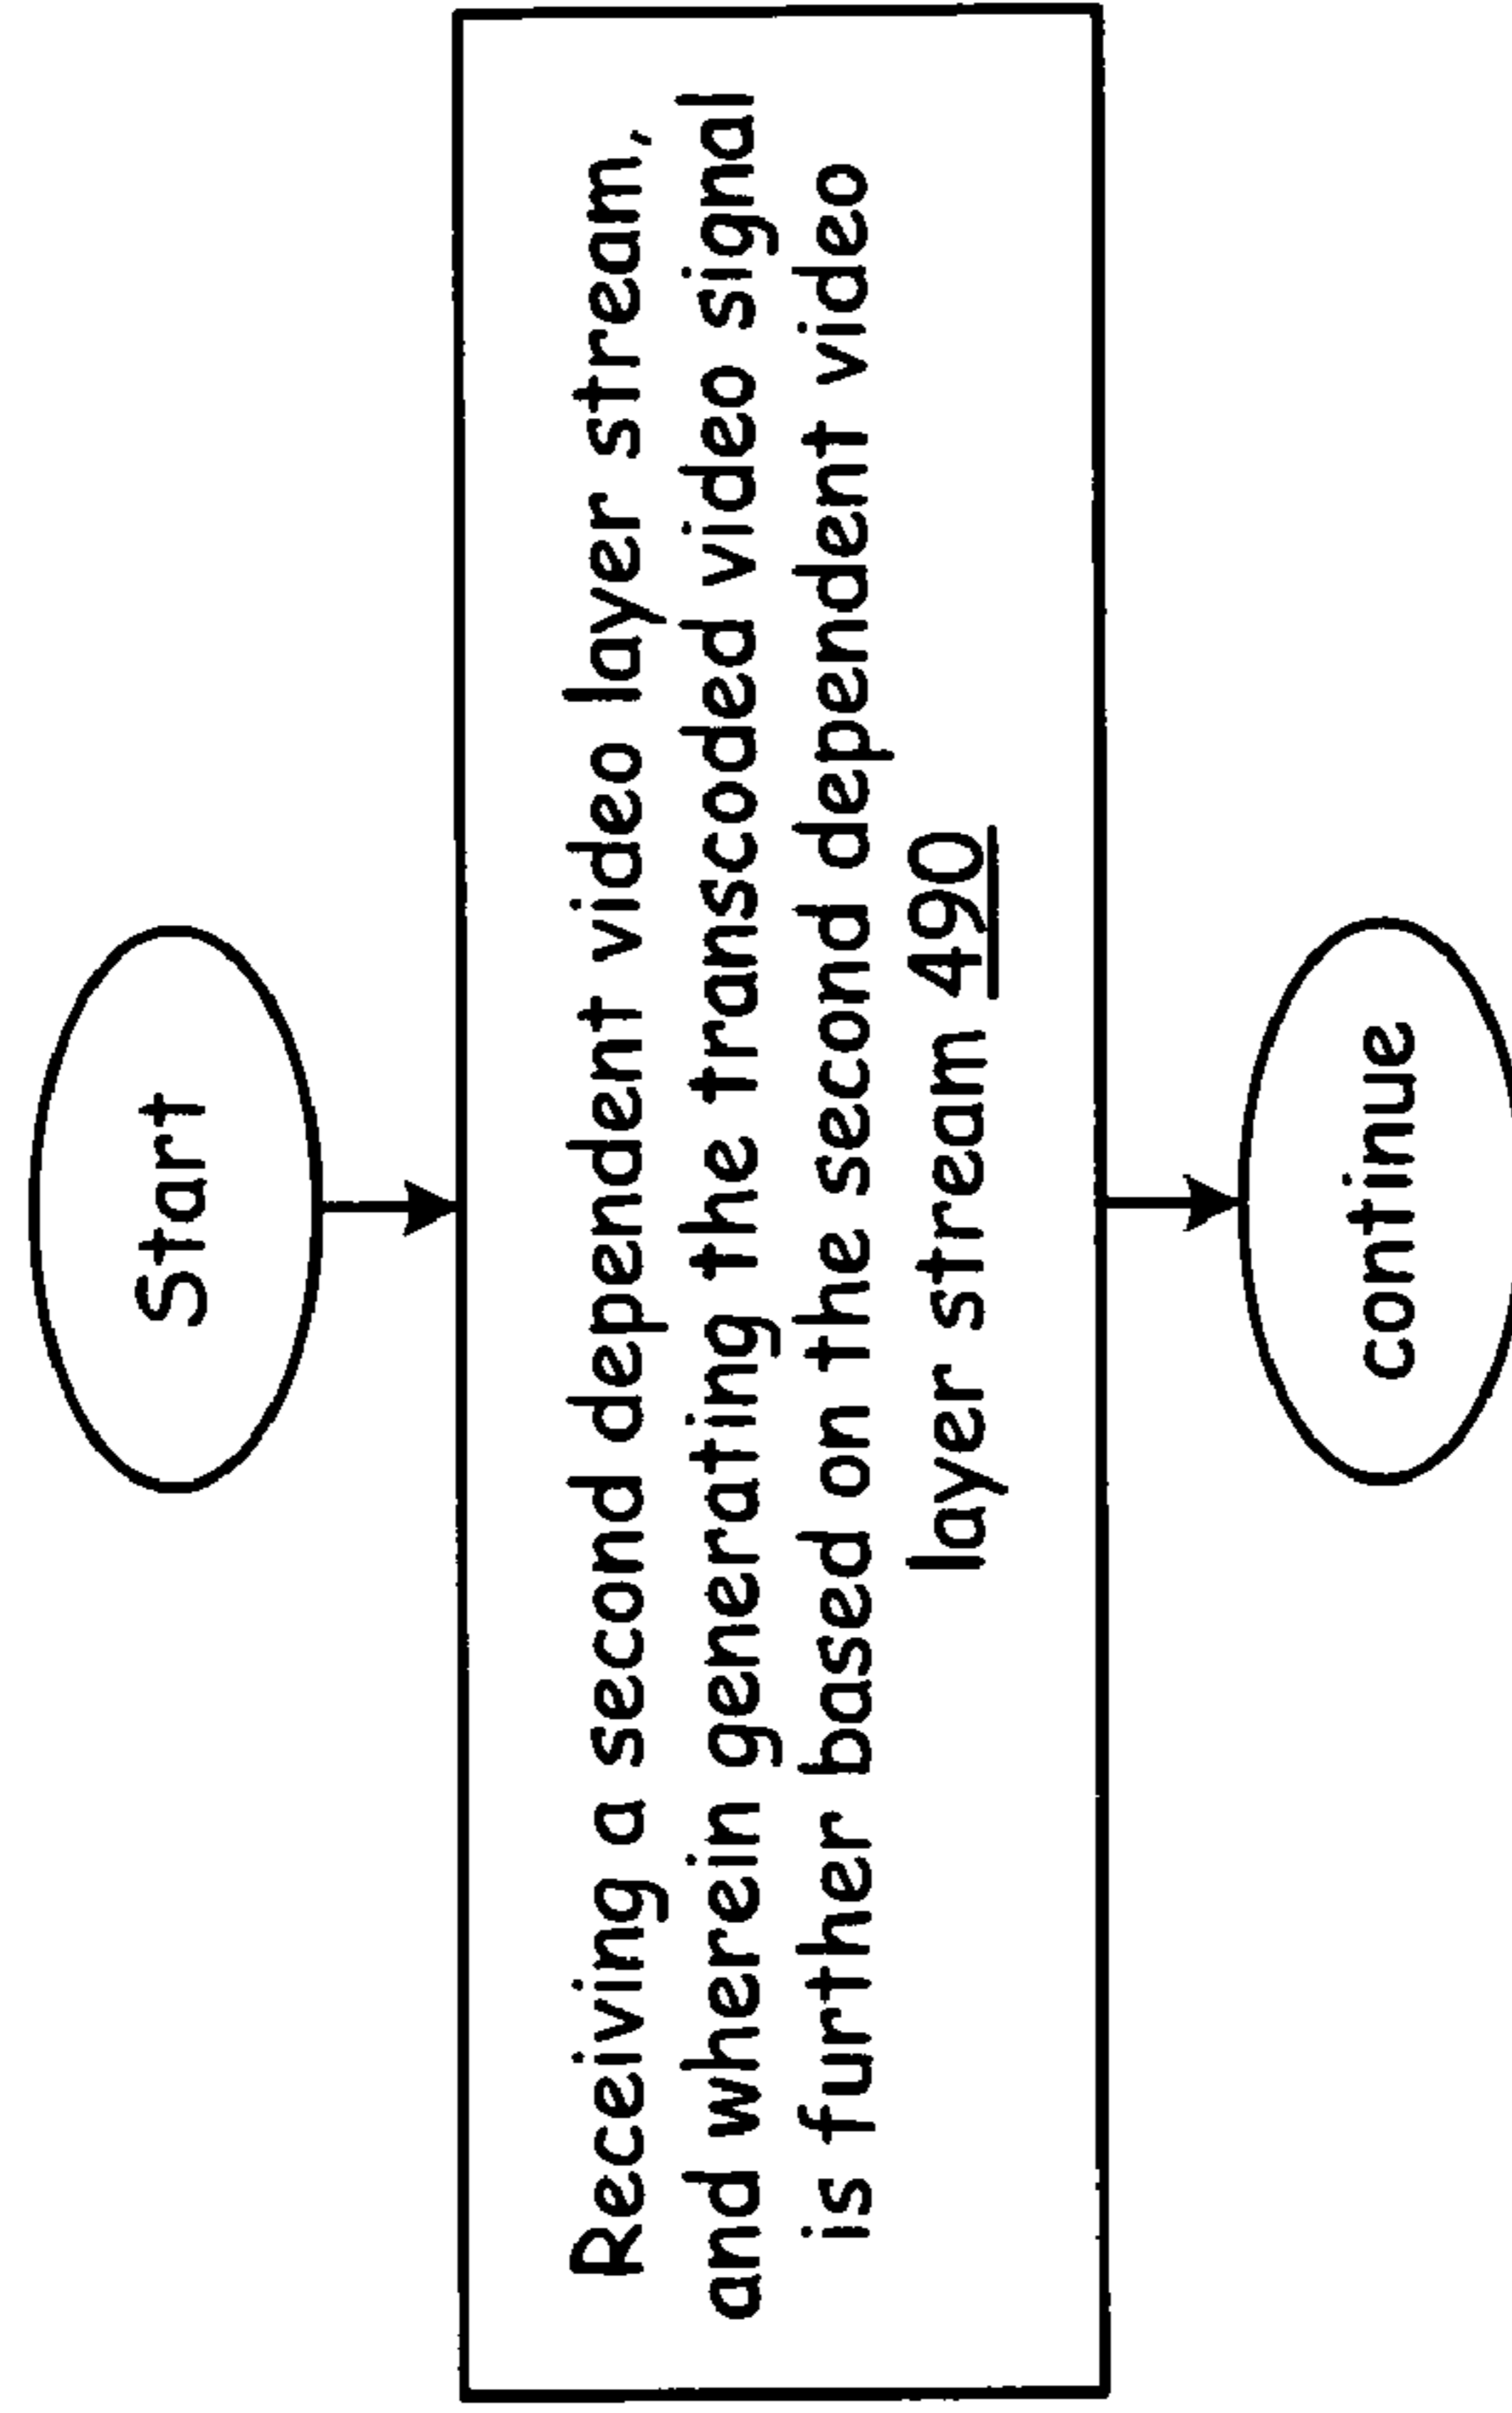 Start
Receiving a second dependent video layer stream,
and wherein generating the transcoded video signal
is further based on the second dependent video
layer stream 490
continue